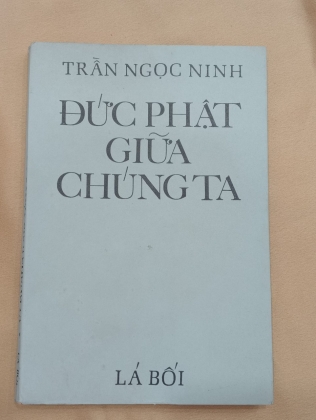 TRẦN NGỌC NINH
ĐỨC PHẬT
GIỮA
CHÚNG TA
LÁ BỐI